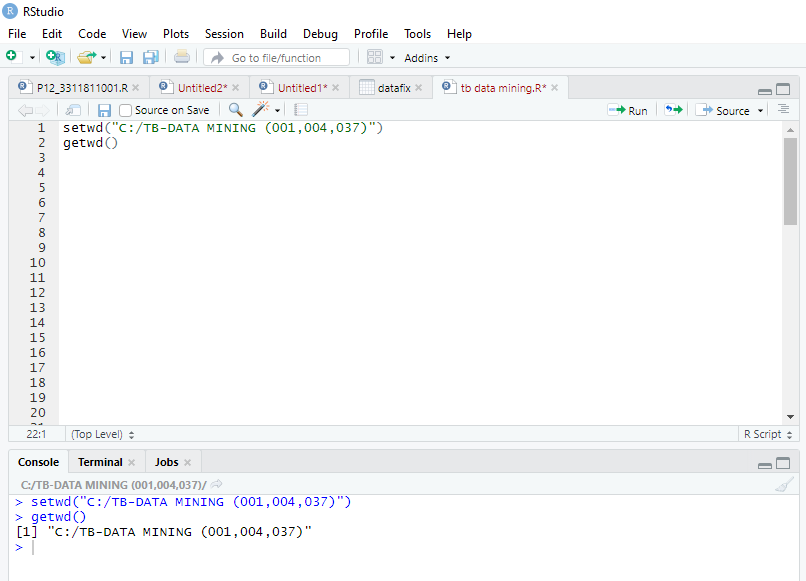 RStudio
File Edit Code View Plots Session Build Debug Profile Tools Help
Go to file/function Addins
P12_3311811001.R Untitled2* Untitled1* datafix tb data mining.R*
Source on Save Run Source
1 setwd("C:/TB-DATA MINING (001,004,037)")
2 getwd()
3
4
5
6
7
8
9
10
11
12
13
14
15
16
17
18
19
20
22:1 (Top Level) R Script
Console Terminal Jobs
C:/TB-DATA MINING (001,004,037)/
> setwd("C:/TB-DATA MINING (001,004,037)")
> getwd()
[1] "C:/TB-DATA MINING (001,004,037)"
>